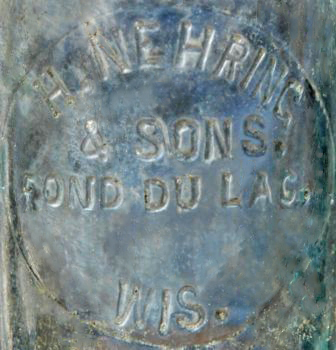 H. NEHRING
& SONS.
FOND DU LAC.
WIS.